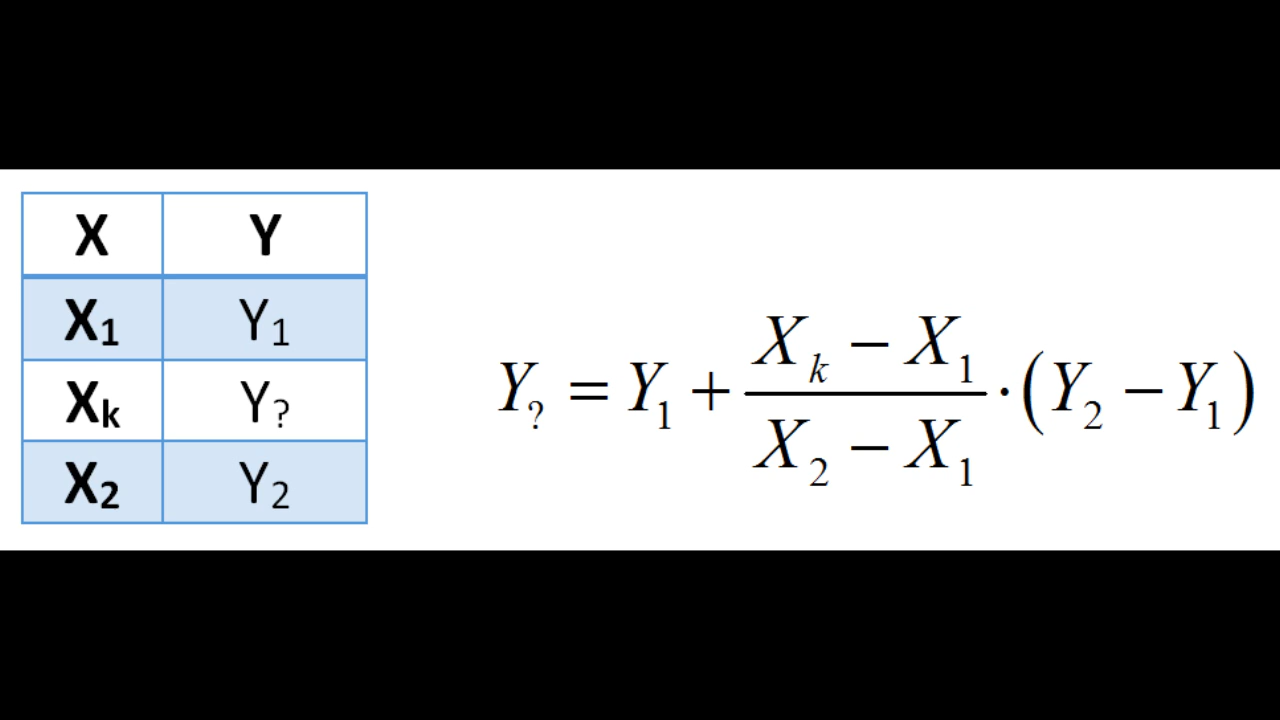 X Y
X₁ Y₁
Xₖ Y?
X₂ Y₂
Y? = Y₁ + (Xₖ − X₁) / (X₂ − X₁) · (Y₂ − Y₁)